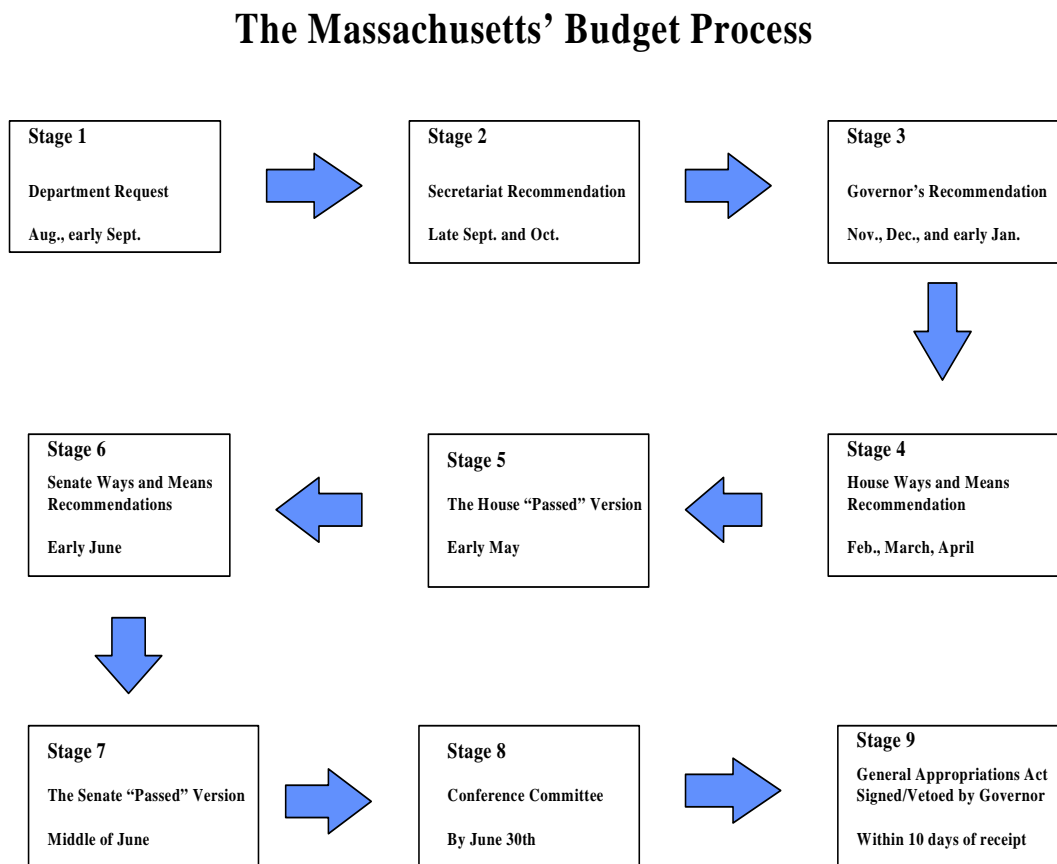 The Massachusetts’ Budget Process
Stage 1
Department Request
Aug., early Sept.
Stage 2
Secretariat Recommendation
Late Sept. and Oct.
Stage 3
Governor’s Recommendation
Nov., Dec., and early Jan.
Stage 4
House Ways and Means
Recommendation
Feb., March, April
Stage 5
The House “Passed” Version
Early May
Stage 6
Senate Ways and Means
Recommendations
Early June
Stage 7
The Senate “Passed” Version
Middle of June
Stage 8
Conference Committee
By June 30th
Stage 9
General Appropriations Act
Signed/Vetoed by Governor
Within 10 days of receipt